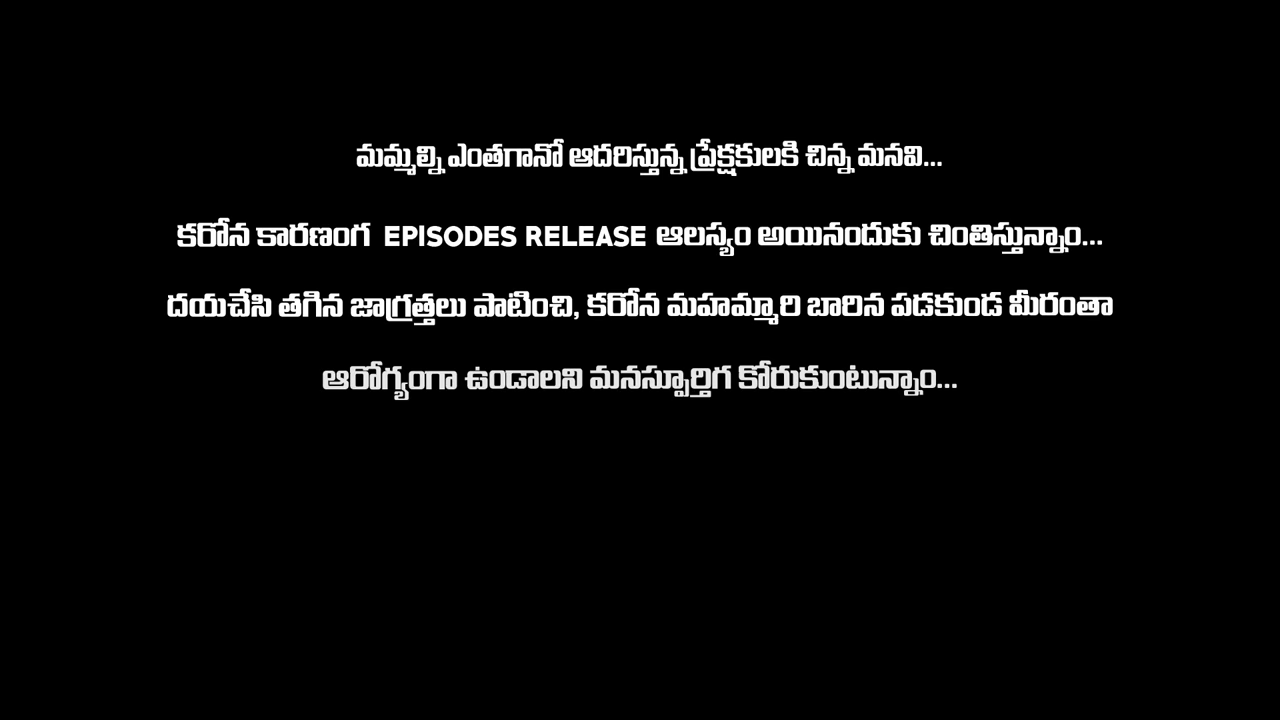 మమ్మల్ని ఎంతగానో ఆదరిస్తున్న ప్రేక్షకులకి చిన్న మనవి...
కరోన కారణంగ EPISODES RELEASE ఆలస్యం అయినందుకు చింతిస్తున్నాం...
దయచేసి తగిన జాగ్రత్తలు పాటించి, కరోన మహమ్మారి బారిన పడకుండ మీరంతా
ఆరోగ్యంగా ఉండాలని మనస్పూర్తిగ కోరుకుంటున్నాం...